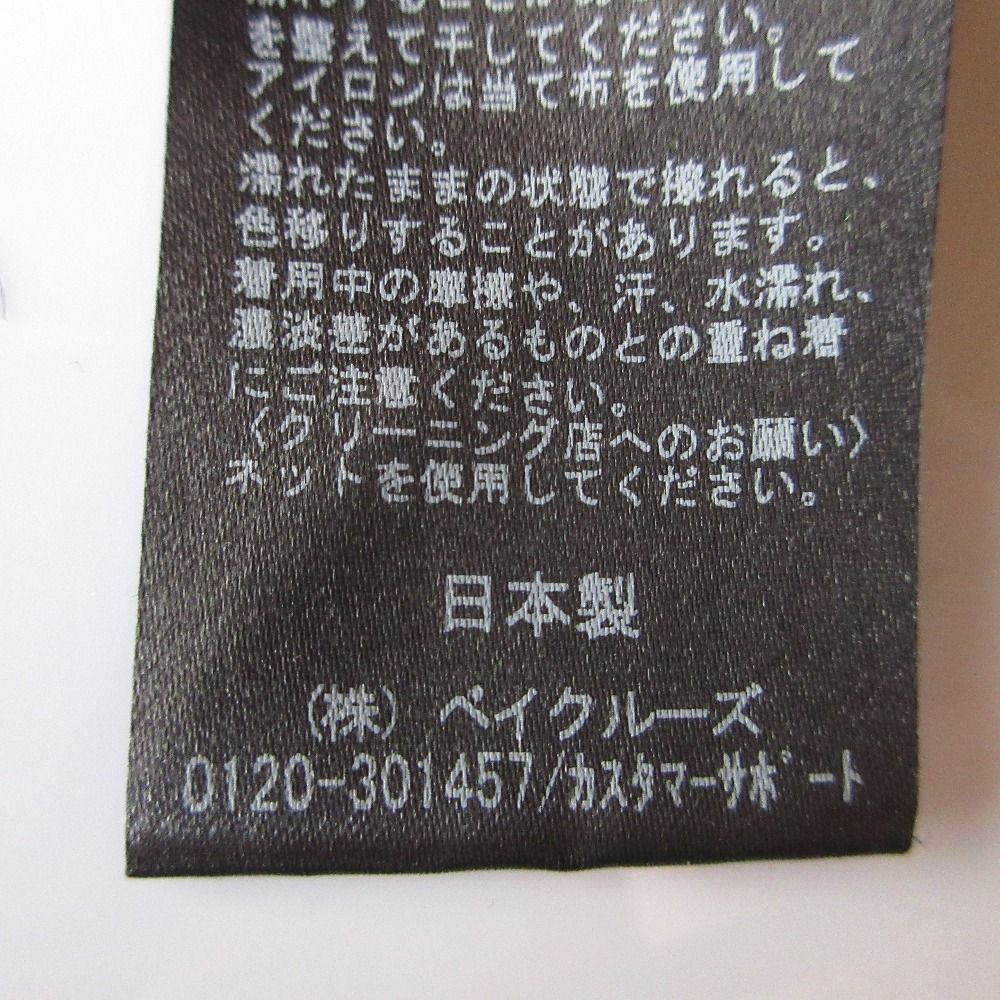 を整えて干してください。
アイロンは当て布を使用して
ください。
濡れたままの状態で擦れると、
色移りすることがあります。
着用中の摩擦や、汗、水濡れ、
濃淡差があるものとの重ね着
にご注意ください。
〈クリーニング店へのお願い〉
ネットを使用してください。
日本製
(株) ベイクルーズ
0120-301457/カスタマーサポート